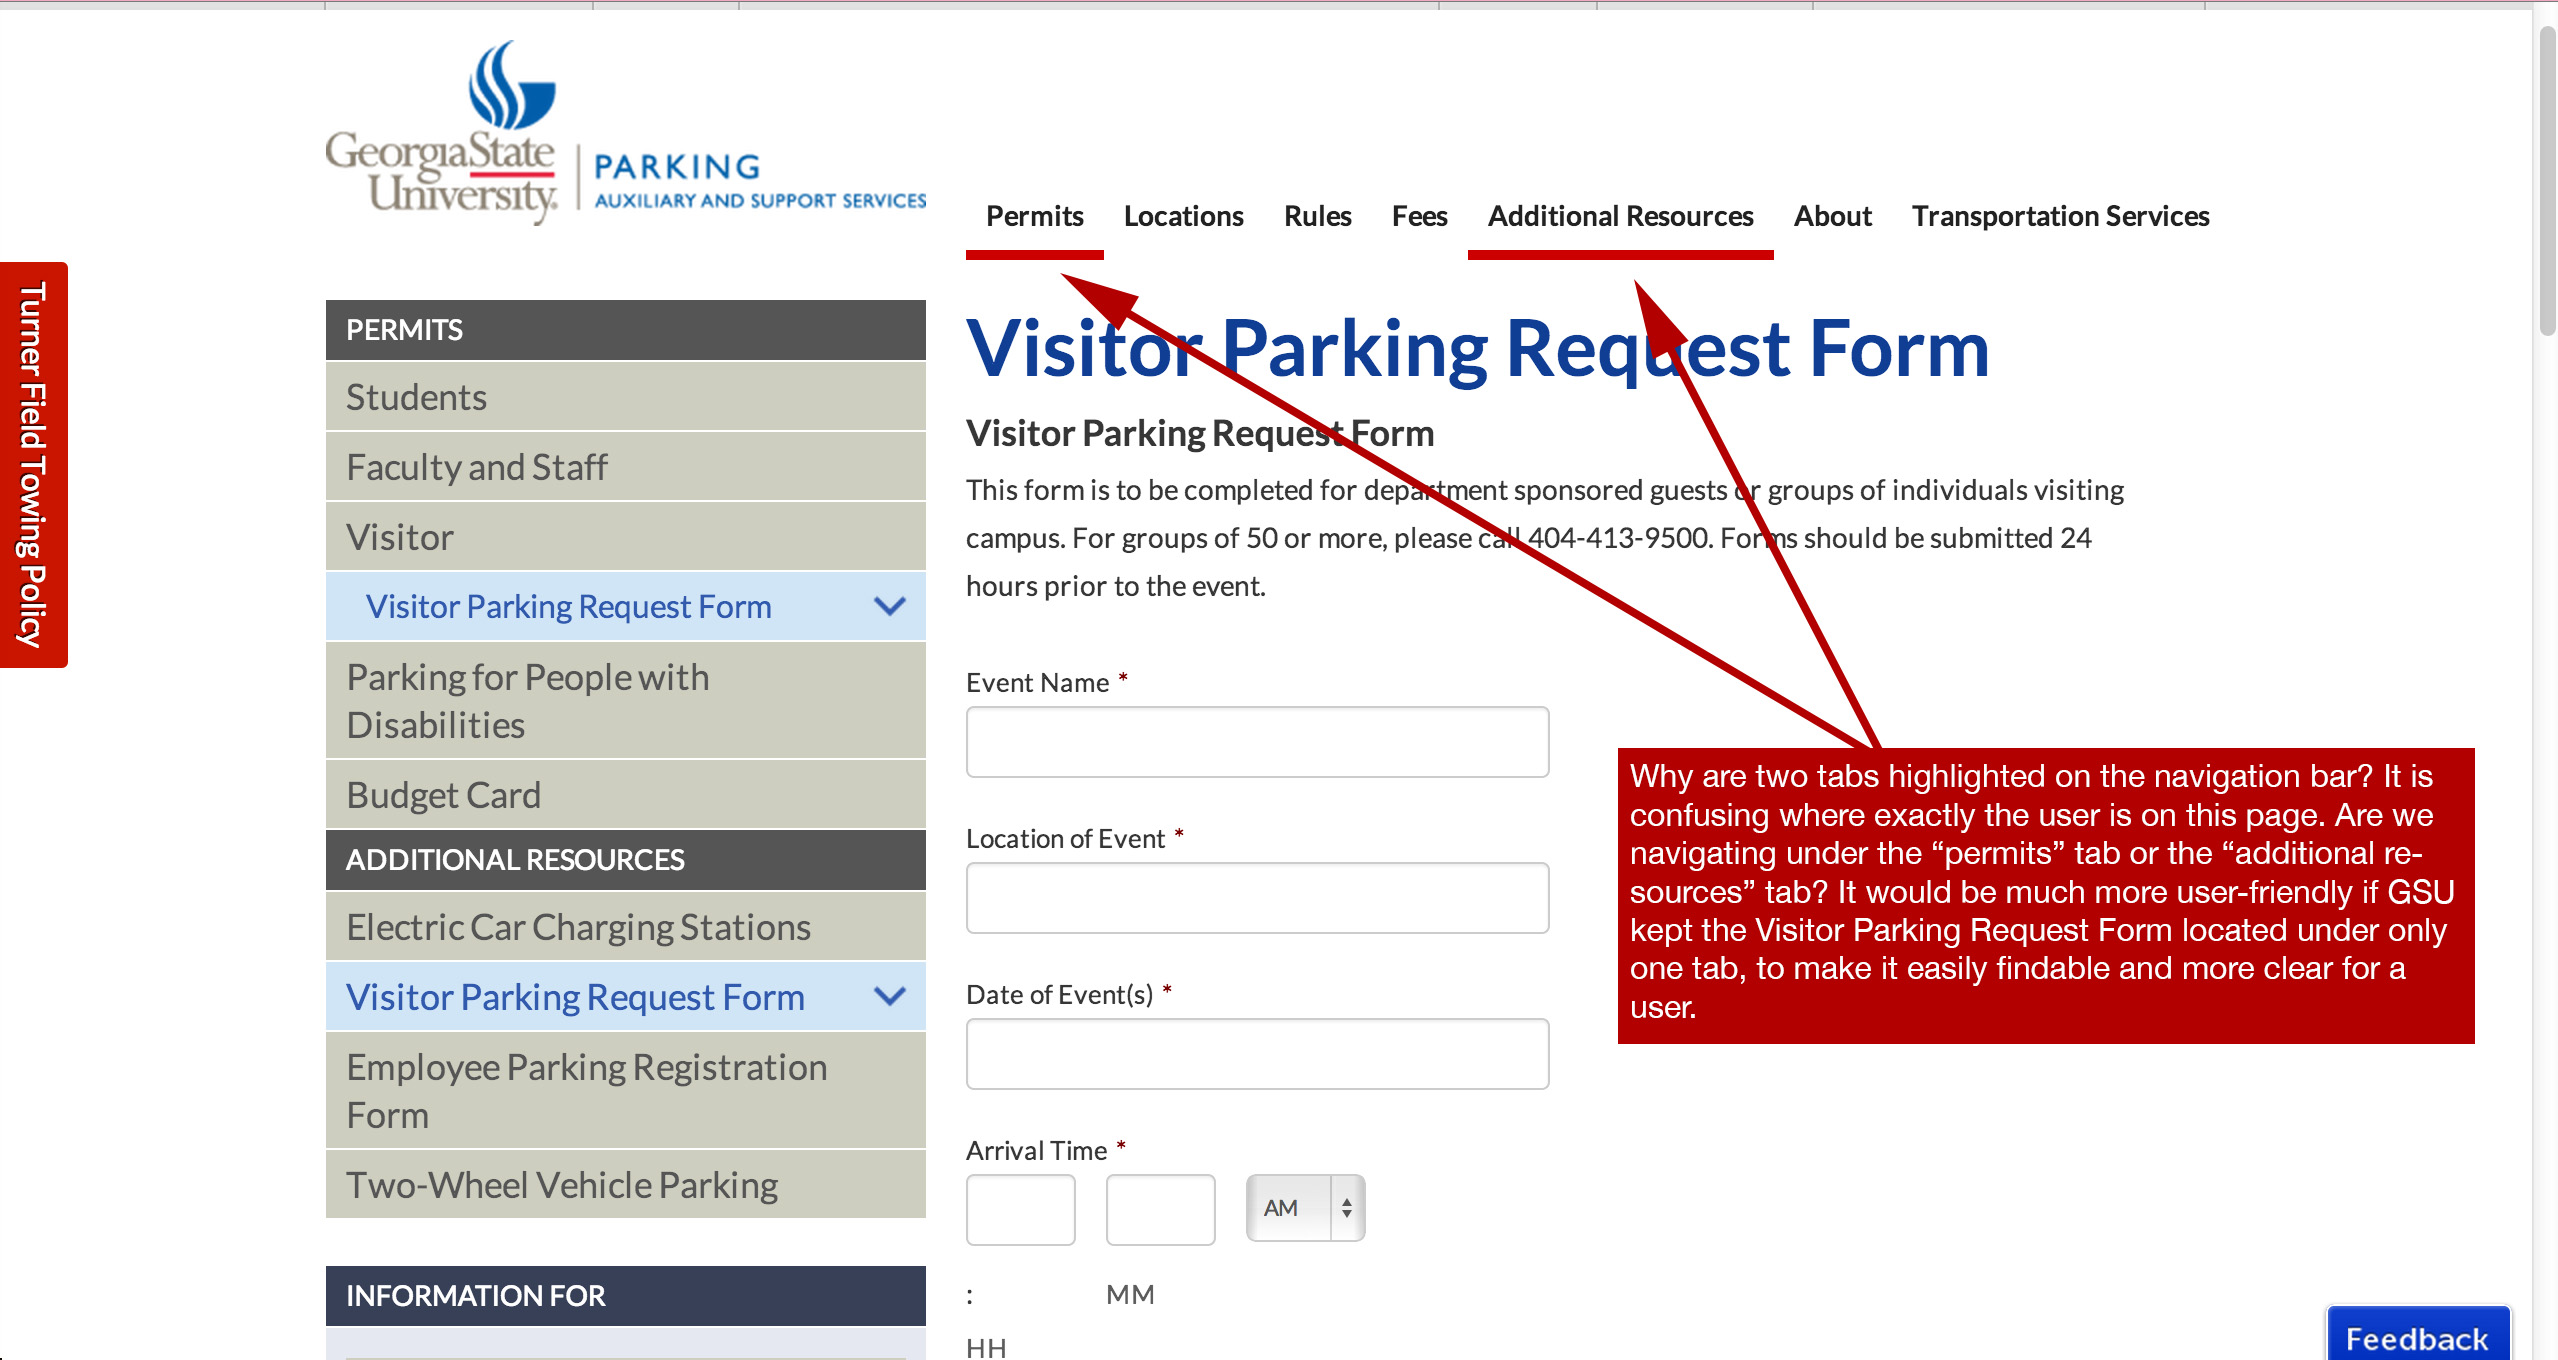 Georgia State
University.
PARKING
AUXILIARY AND SUPPORT SERVICES
Permits Locations Rules Fees Additional Resources About Transportation Services
Turner Field Towing Policy
PERMITS
Students
Faculty and Staff
Visitor
Visitor Parking Request Form
Parking for People with
Disabilities
Budget Card
ADDITIONAL RESOURCES
Electric Car Charging Stations
Visitor Parking Request Form
Employee Parking Registration
Form
Two-Wheel Vehicle Parking
INFORMATION FOR
Visitor Parking Request Form
Visitor Parking Request Form
This form is to be completed for department sponsored guests or groups of individuals visiting
campus. For groups of 50 or more, please call 404-413-9500. Forms should be submitted 24
hours prior to the event.
Event Name *
Location of Event *
Date of Event(s) *
Arrival Time *
AM
: MM
HH
Why are two tabs highlighted on the navigation bar? It is
confusing where exactly the user is on this page. Are we
navigating under the “permits” tab or the “additional re-
sources” tab? It would be much more user-friendly if GSU
kept the Visitor Parking Request Form located under only
one tab, to make it easily findable and more clear for a
user.
Feedback